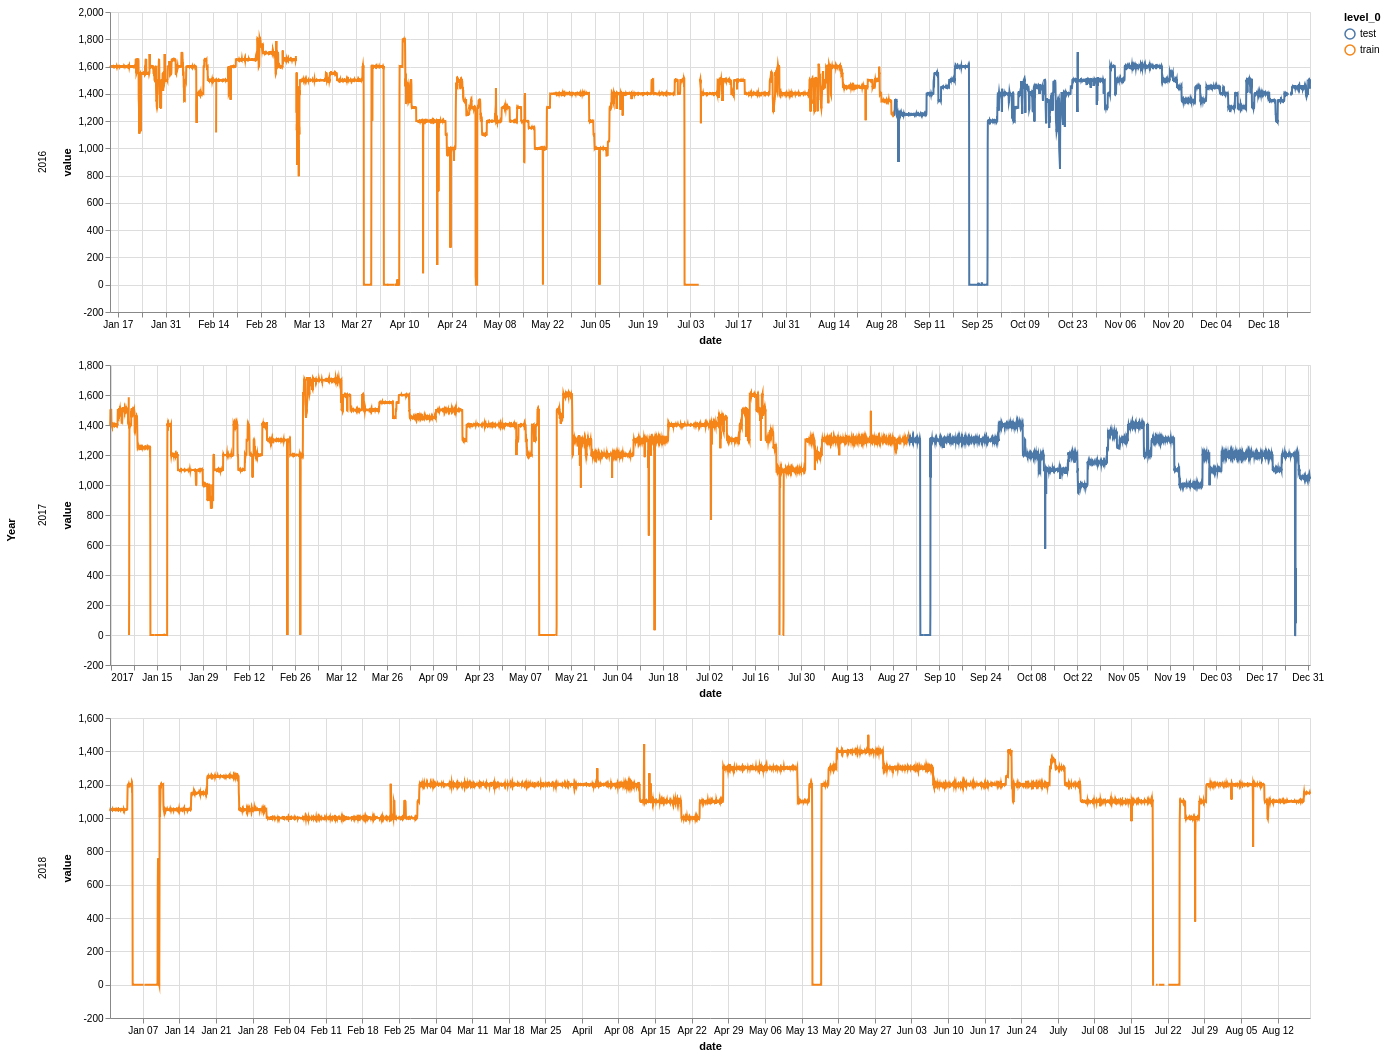 2,000
1,800
1,600
1,400
1,200
1,000
800
600
400
200
0
-200
value
2016
Jan 17 Jan 31 Feb 14 Feb 28 Mar 13 Mar 27 Apr 10 Apr 24 May 08 May 22 Jun 05 Jun 19 Jul 03 Jul 17 Jul 31 Aug 14 Aug 28 Sep 11 Sep 25 Oct 09 Oct 23 Nov 06 Nov 20 Dec 04 Dec 18
date
level_0
test
train
Year
1,800
1,600
1,400
1,200
1,000
800
600
400
200
0
-200
value
2017
2017 Jan 15 Jan 29 Feb 12 Feb 26 Mar 12 Mar 26 Apr 09 Apr 23 May 07 May 21 Jun 04 Jun 18 Jul 02 Jul 16 Jul 30 Aug 13 Aug 27 Sep 10 Sep 24 Oct 08 Oct 22 Nov 05 Nov 19 Dec 03 Dec 17 Dec 31
date
1,600
1,400
1,200
1,000
800
600
400
200
0
-200
value
2018
Jan 07 Jan 14 Jan 21 Jan 28 Feb 04 Feb 11 Feb 18 Feb 25 Mar 04 Mar 11 Mar 18 Mar 25 April Apr 08 Apr 15 Apr 22 Apr 29 May 06 May 13 May 20 May 27 Jun 03 Jun 10 Jun 17 Jun 24 July Jul 08 Jul 15 Jul 22 Jul 29 Aug 05 Aug 12
date